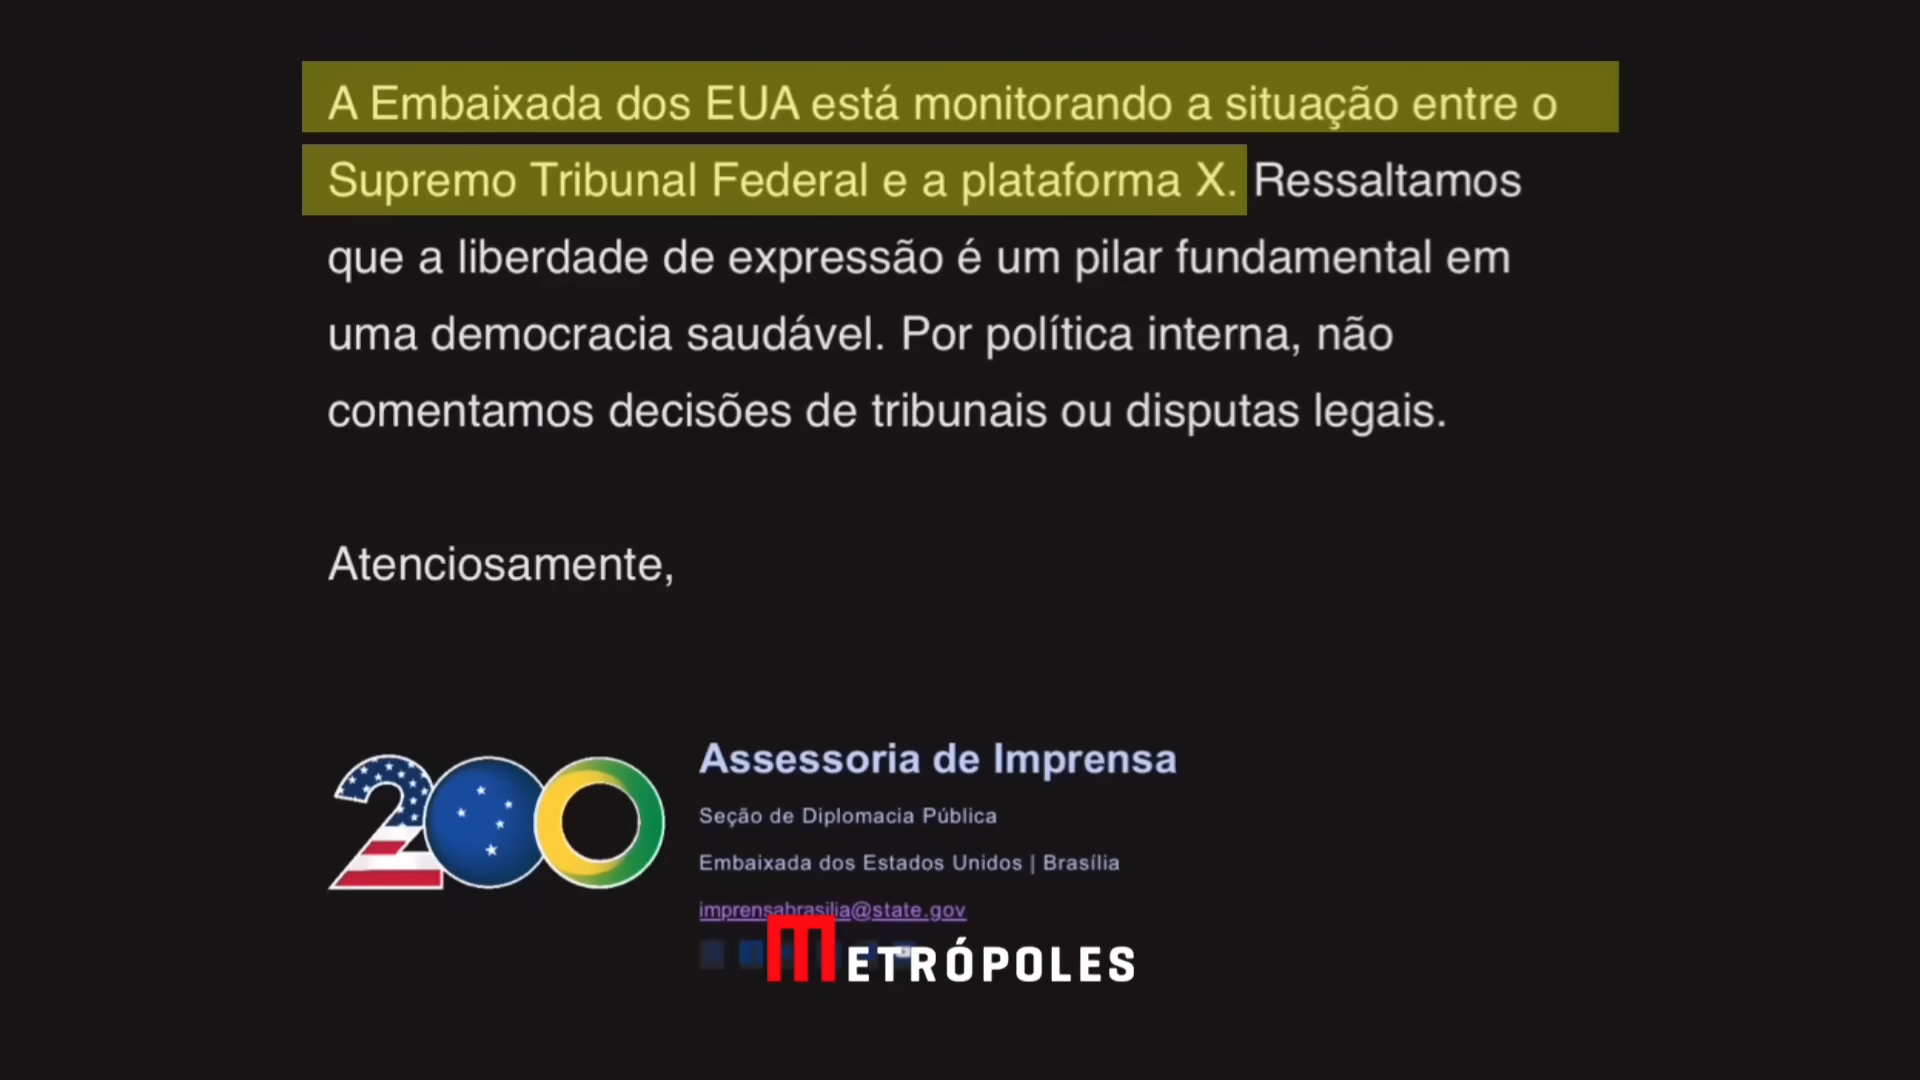 A Embaixada dos EUA está monitorando a situação entre o
Supremo Tribunal Federal e a plataforma X. Ressaltamos
que a liberdade de expressão é um pilar fundamental em
uma democracia saudável. Por política interna, não
comentamos decisões de tribunais ou disputas legais.
Atenciosamente,
200
Assessoria de Imprensa
Seção de Diplomacia Pública
Embaixada dos Estados Unidos | Brasília
imprensabrasilia@state.gov
METRÓPOLES